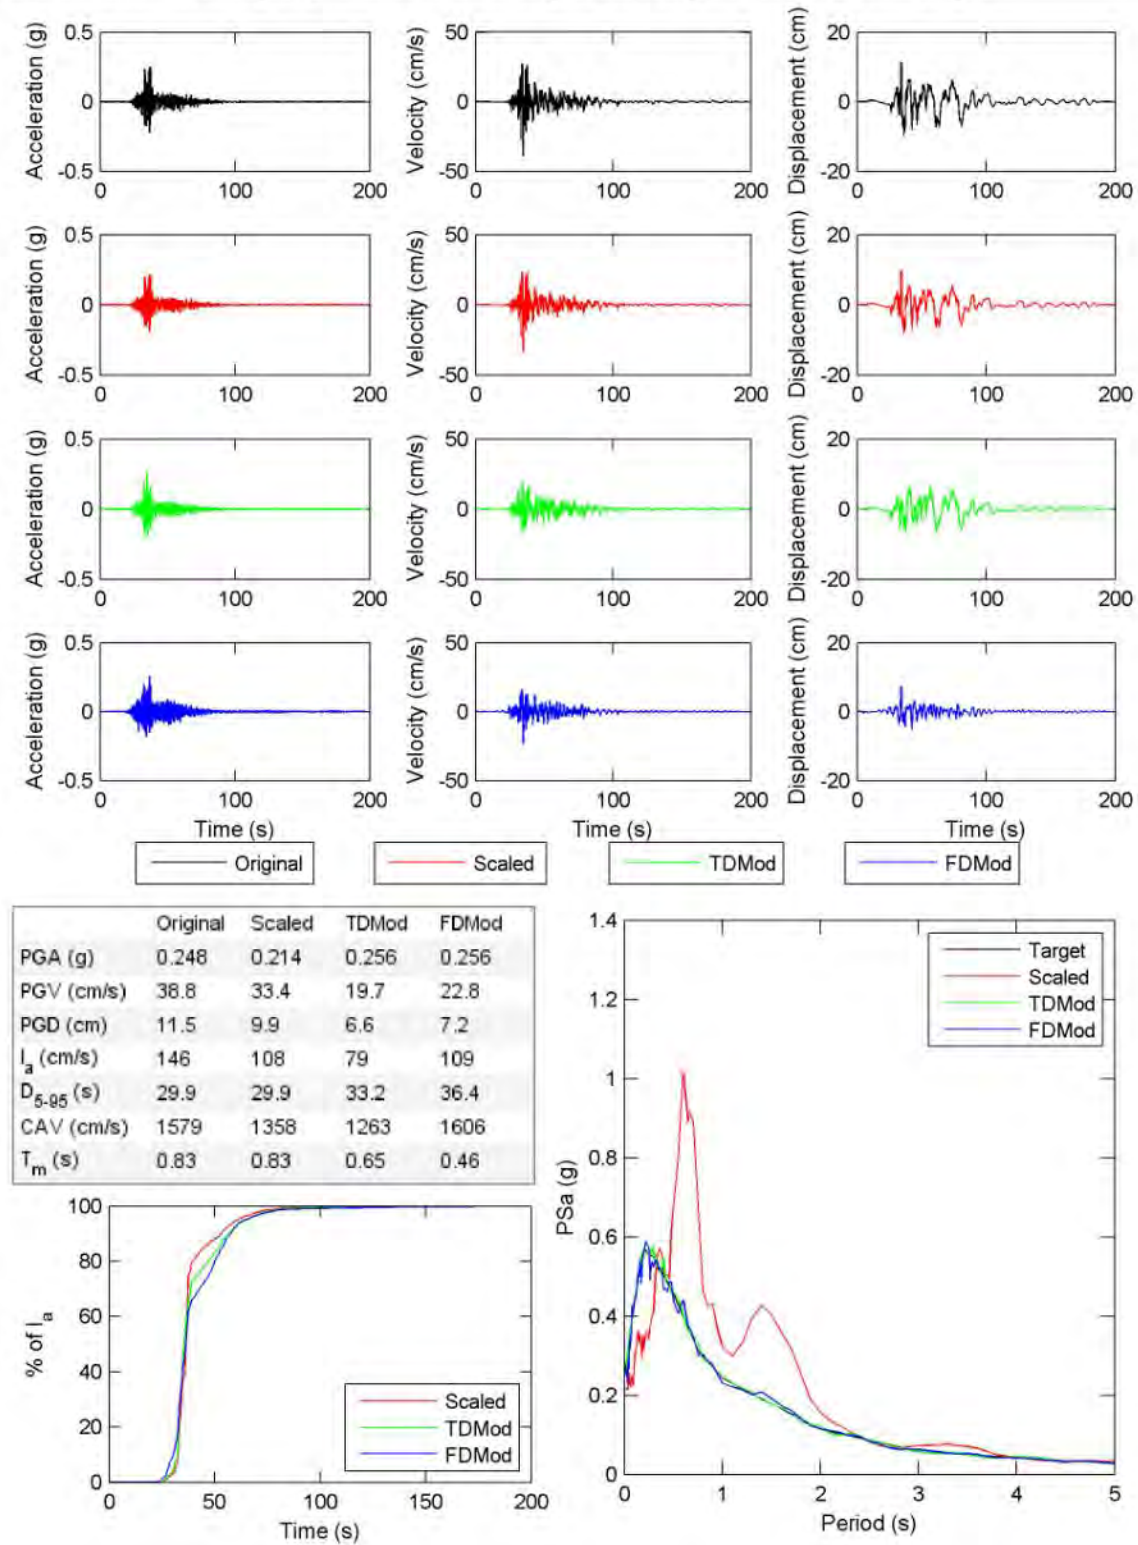 Acceleration (g)
0.5
0
-0.5
0 100 200
Velocity (cm/s)
50
0
-50
0 100 200
Displacement (cm)
20
0
-20
0 100 200
Acceleration (g)
0.5
0
-0.5
0 100 200
Velocity (cm/s)
50
0
-50
0 100 200
Displacement (cm)
20
0
-20
0 100 200
Acceleration (g)
0.5
0
-0.5
0 100 200
Velocity (cm/s)
50
0
-50
0 100 200
Displacement (cm)
20
0
-20
0 100 200
Acceleration (g)
0.5
0
-0.5
0 100 200
Time (s)
Velocity (cm/s)
50
0
-50
0 100 200
Time (s)
Displacement (cm)
20
0
-20
0 100 200
Time (s)
Original
Scaled
TDMod
FDMod
Original Scaled TDMod FDMod
PGA (g) 0.248 0.214 0.256 0.256
PGV (cm/s) 38.8 33.4 19.7 22.8
PGD (cm) 11.5 9.9 6.6 7.2
Ia (cm/s) 146 108 79 109
D5-95 (s) 29.9 29.9 33.2 36.4
CAV (cm/s) 1579 1358 1263 1606
Tm (s) 0.83 0.83 0.65 0.46
% of Ia
100
80
60
40
20
0
0 50 100 150 200
Time (s)
Scaled
TDMod
FDMod
PSa (g)
1.4
1.2
1
0.8
0.6
0.4
0.2
0
0 1 2 3 4 5
Period (s)
Target
Scaled
TDMod
FDMod